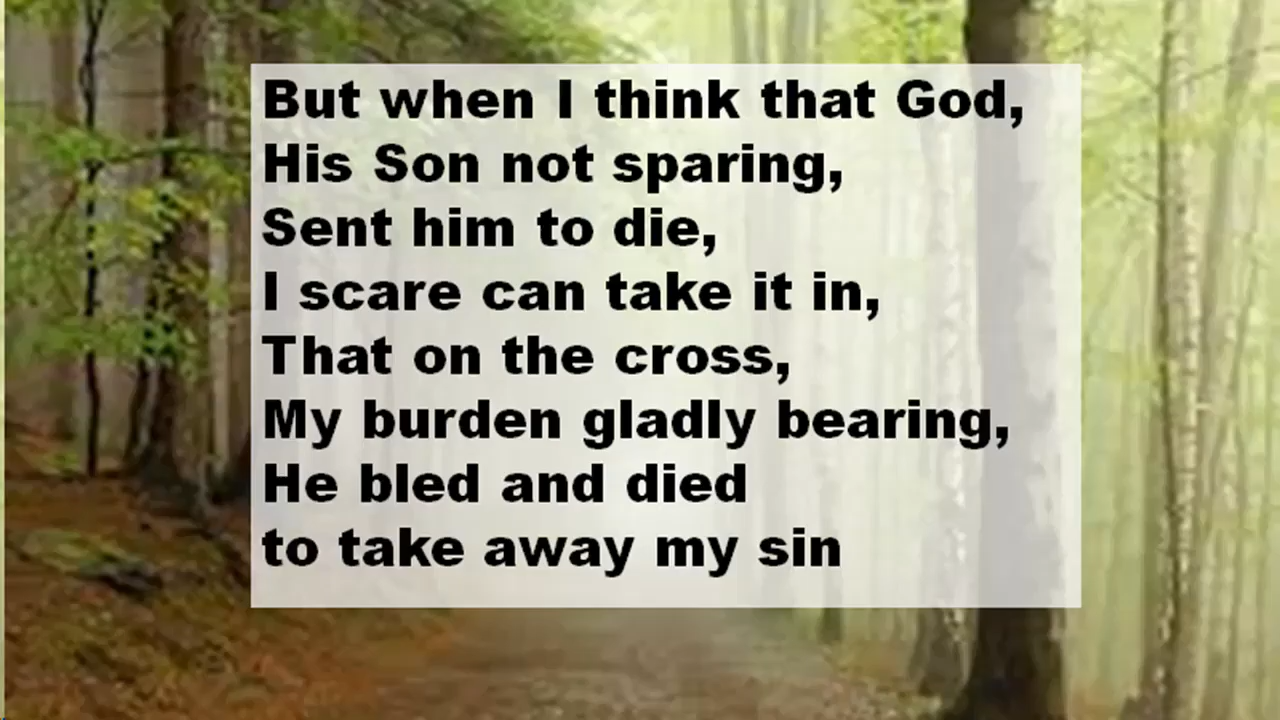 But when I think that God,
His Son not sparing,
Sent him to die,
I scare can take it in,
That on the cross,
My burden gladly bearing,
He bled and died
to take away my sin